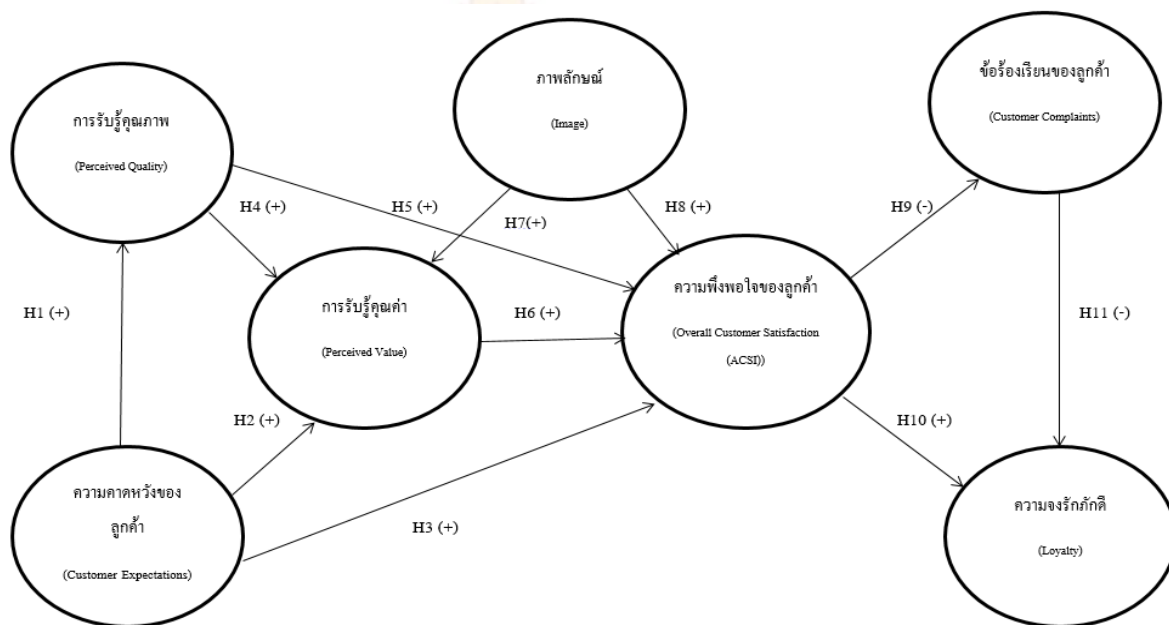 ภาพลักษณ์
(Image)
ข้อร้องเรียนของลูกค้า
(Customer Complaints)
การรับรู้คุณภาพ
(Perceived Quality)
H4 (+)
H5 (+)
H7(+)
H8 (+)
H9 (-)
การรับรู้คุณค่า
(Perceived Value)
ความพึงพอใจของลูกค้า
(Overall Customer Satisfaction
(ACSI))
H1 (+)
H6 (+)
H11 (-)
H2 (+)
H10 (+)
ความคาดหวังของ
ลูกค้า
(Customer Expectations)
H3 (+)
ความจงรักภักดี
(Loyalty)